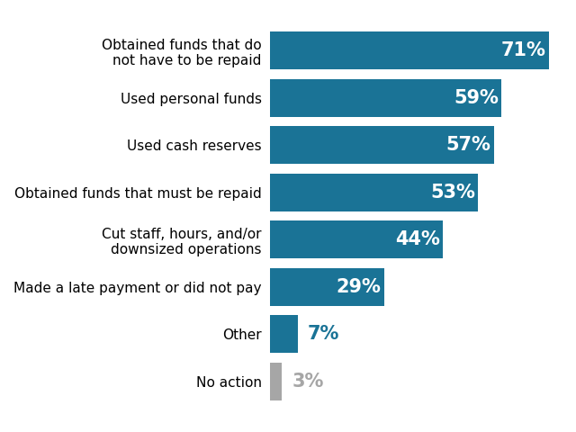 Obtained funds that do
not have to be repaid
71%
Used personal funds
59%
Used cash reserves
57%
Obtained funds that must be repaid
53%
Cut staff, hours, and/or
downsized operations
44%
Made a late payment or did not pay
29%
Other
7%
No action
3%